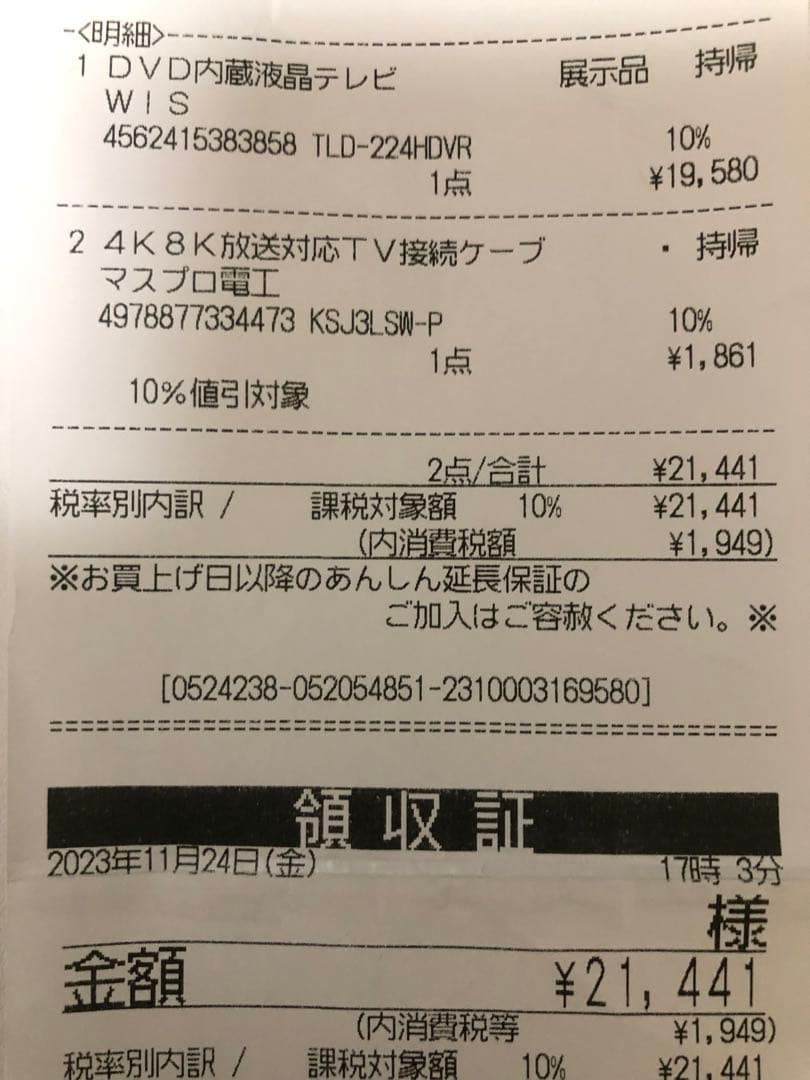 -<明細>------------------------------
1 DVD内蔵液晶テレビ 展示品 持帰
WIS
4562415383858 TLD-224HDVR 10%
1点 ¥19,580
2 4K8K放送対応TV接続ケーブ ・ 持帰
マスプロ電工
4978877334473 KSJ3LSW-P 10%
1点 ¥1,861
10%値引対象
2点/合計 ¥21,441
税率別内訳 / 課税対象額 10% ¥21,441
(内消費税額 ¥1,949)
※お買上げ日以降のあんしん延長保証の
ご加入はご容赦ください。※
[0524238-052054851-2310003169580]
領収証
2023年11月24日(金) 17時 3分
様
金額 ¥21,441
(内消費税等 ¥1,949)
税率別内訳 / 課税対象額 10% ¥21,441